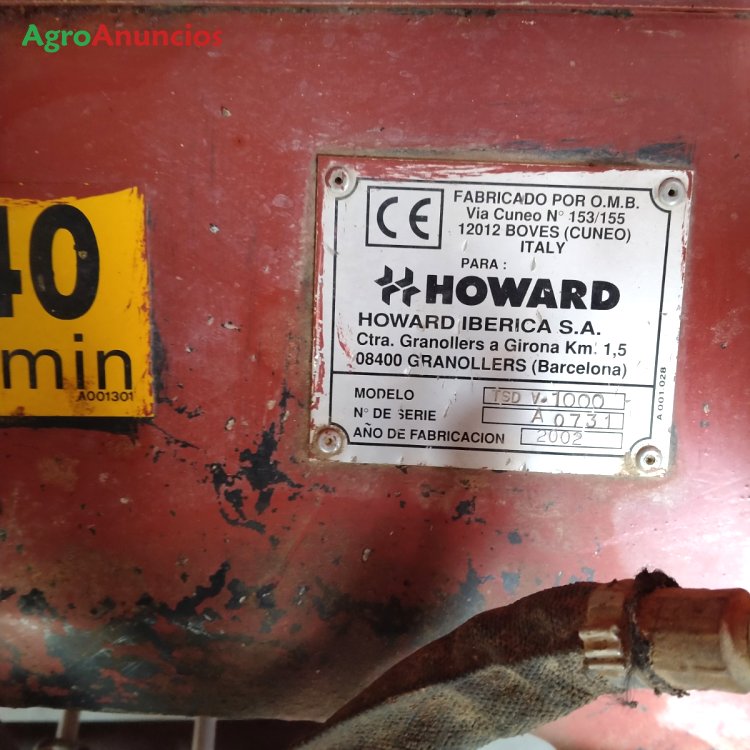 AgroAnuncios
40
min
A001301
CE
FABRICADO POR O.M.B.
Via Cuneo N° 153/155
12012 BOVES (CUNEO)
ITALY
PARA :
HOWARD
HOWARD IBERICA S.A.
Ctra. Granollers a Girona Km. 1,5
08400 GRANOLLERS (Barcelona)
MODELO TSD V.1000
N° DE SERIE A 0731
AÑO DE FABRICACION 2002
A 001 028